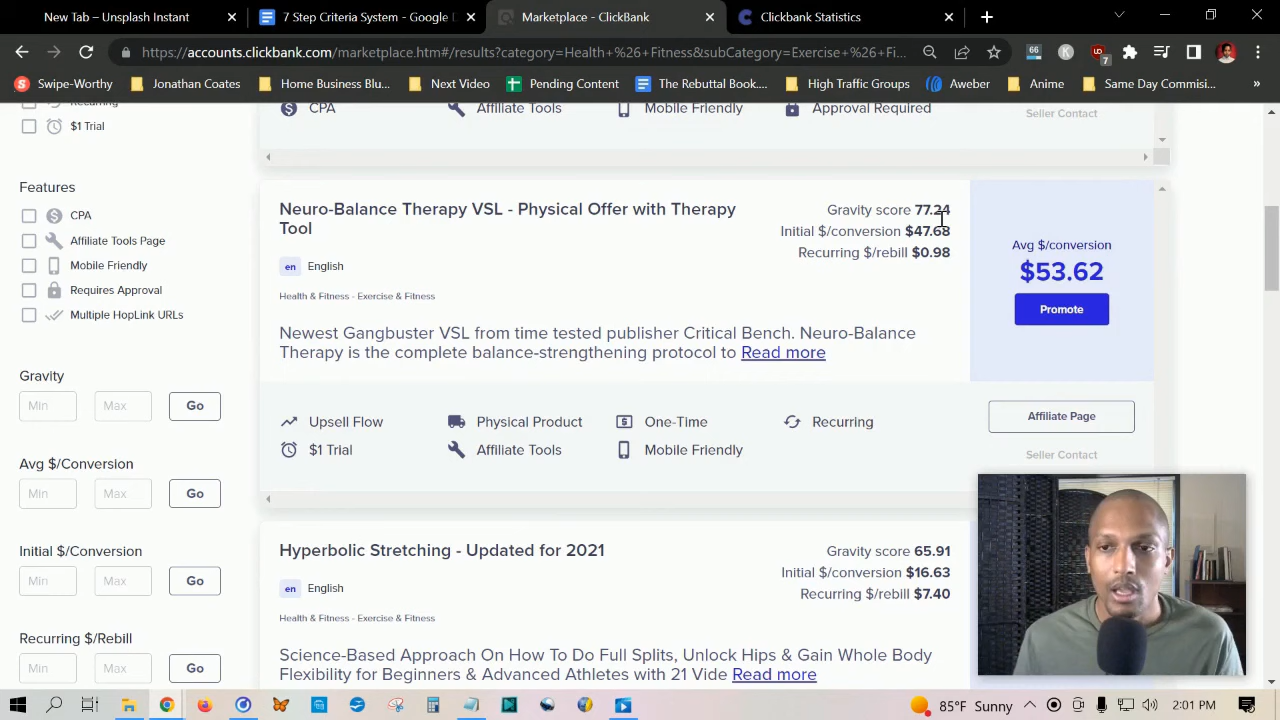 New Tab - Unsplash Instant
7 Step Criteria System - Google D
Marketplace - ClickBank
Clickbank Statistics
https://accounts.clickbank.com/marketplace.htm#/results?category=Health %26 + Fitness&subCategory=Exercise + %26 + Fi...
Swipe-Worthy
Jonathan Coates
Home Business Blu...
Next Video
Pending Content
The Rebuttal Book....
High Traffic Groups
Aweber
Anime
Same Day Commisi...
»
Recurring
$1 Trial
Features
CPA
Affiliate Tools Page
Mobile Friendly
Requires Approval
Multiple HopLink URLs
Gravity
Min
Max
Go
Avg $/Conversion
Min
Max
Go
Initial $/Conversion
Min
Max
Go
Recurring $/Rebill
Min
Max
Go
CPA
Affiliate Tools
Mobile Friendly
Approval Required
Seller Contact
Neuro-Balance Therapy VSL - Physical Offer with Therapy
Tool
en English
Health & Fitness - Exercise & Fitness
Gravity score 77.24
Initial $/conversion $47.68
Recurring $/rebill $0.98
Avg $/conversion
$53.62
Promote
Newest Gangbuster VSL from time tested publisher Critical Bench. Neuro-Balance
Therapy is the complete balance-strengthening protocol to Read more
Upsell Flow
Physical Product
One-Time
Recurring
$1 Trial
Affiliate Tools
Mobile Friendly
Affiliate Page
Seller Contact
Hyperbolic Stretching - Updated for 2021
en English
Health & Fitness - Exercise & Fitness
Gravity score 65.91
Initial $/conversion $16.63
Recurring $/rebill $7.40
Science-Based Approach On How To Do Full Splits, Unlock Hips & Gain Whole Body
Flexibility for Beginners & Advanced Athletes with 21 Vide Read more
85°F Sunny
2:01 PM